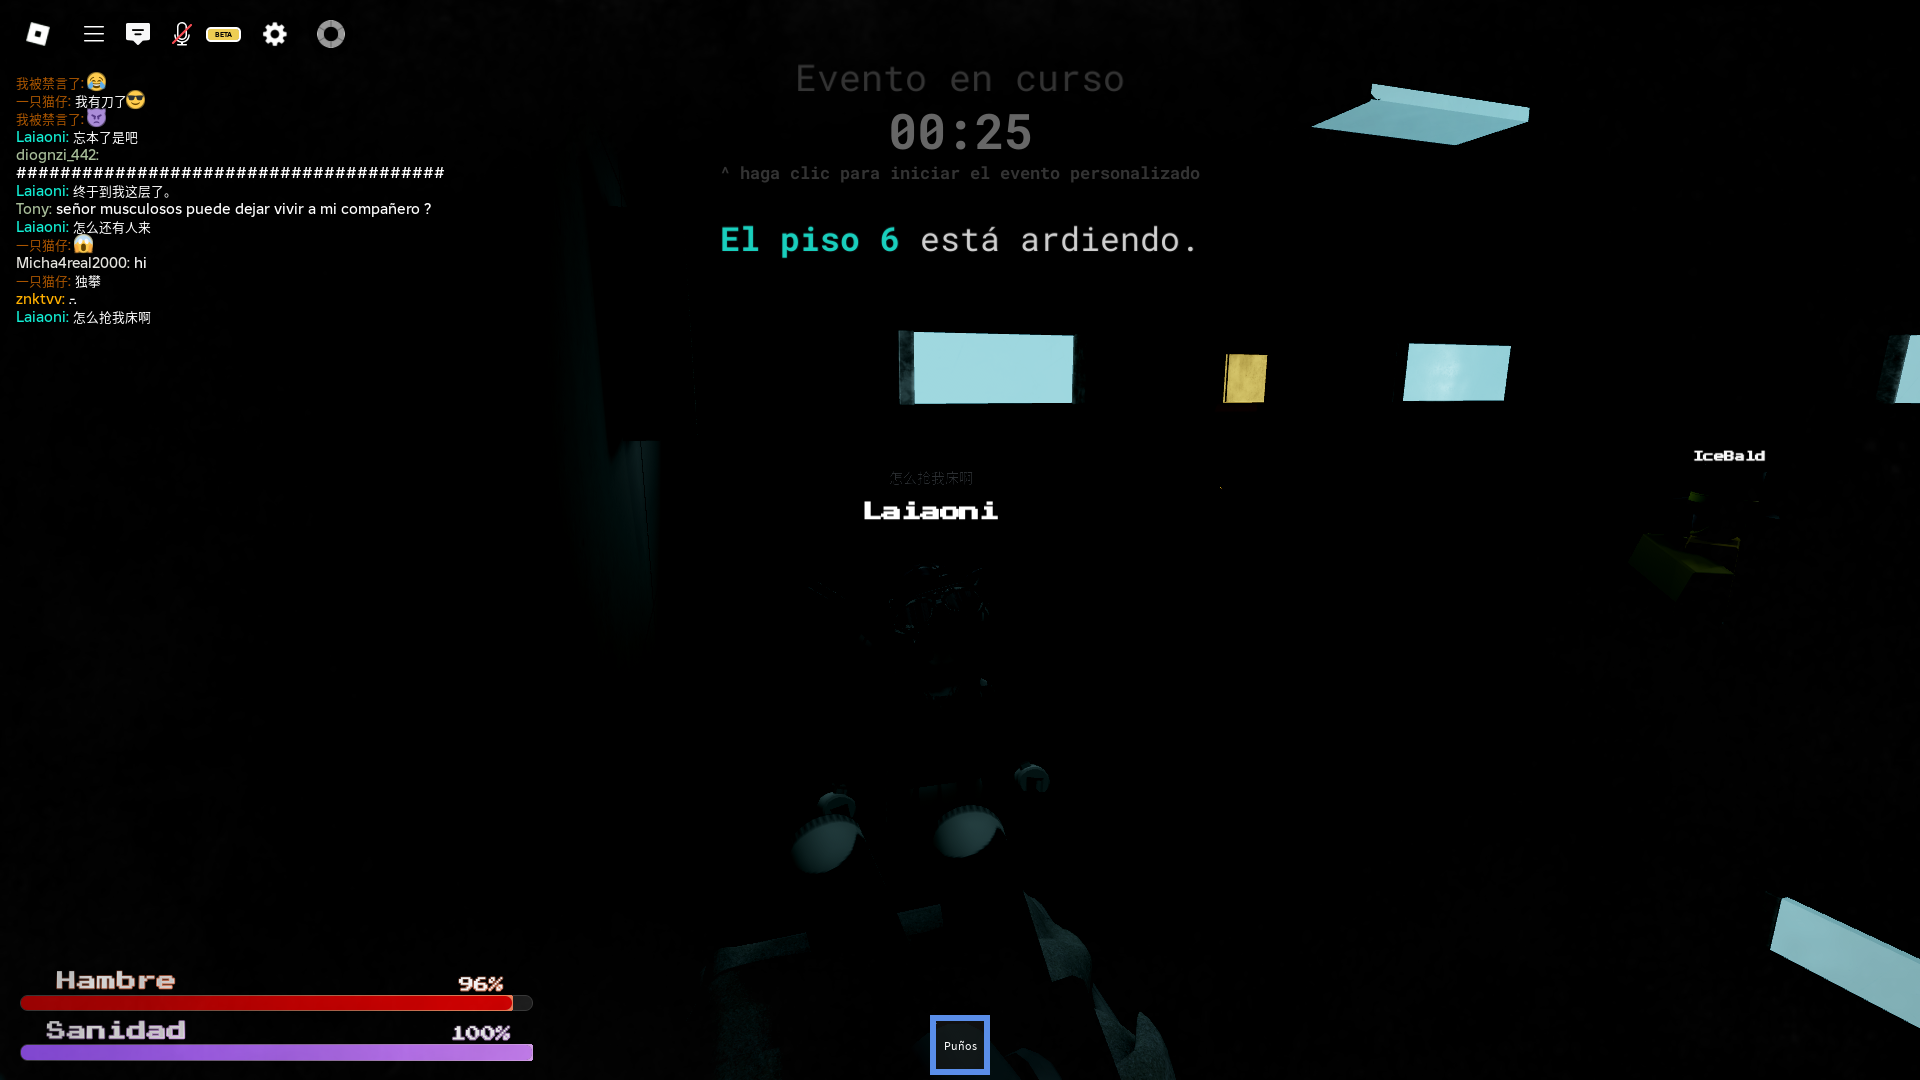 BETA
我被禁言了: 😂
一只猫仔: 我有刀了😎
我被禁言了: 👿
Laiaoni: 忘本了是吧
diognzi_442:
#######################################
Laiaoni: 终于到我这层了。
Tony: señor musculosos puede dejar vivir a mi compañero ?
Laiaoni: 怎么还有人来
一只猫仔: 😱
Micha4real2000: hi
一只猫仔: 独攀
znktvv:
Laiaoni: 怎么抢我床啊
Evento en curso
00:25
^ haga clic para iniciar el evento personalizado
El piso 6 está ardiendo.
IceBald
怎么抢我床啊
Laiaoni
Hambre 96%
Sanidad 100%
Puños